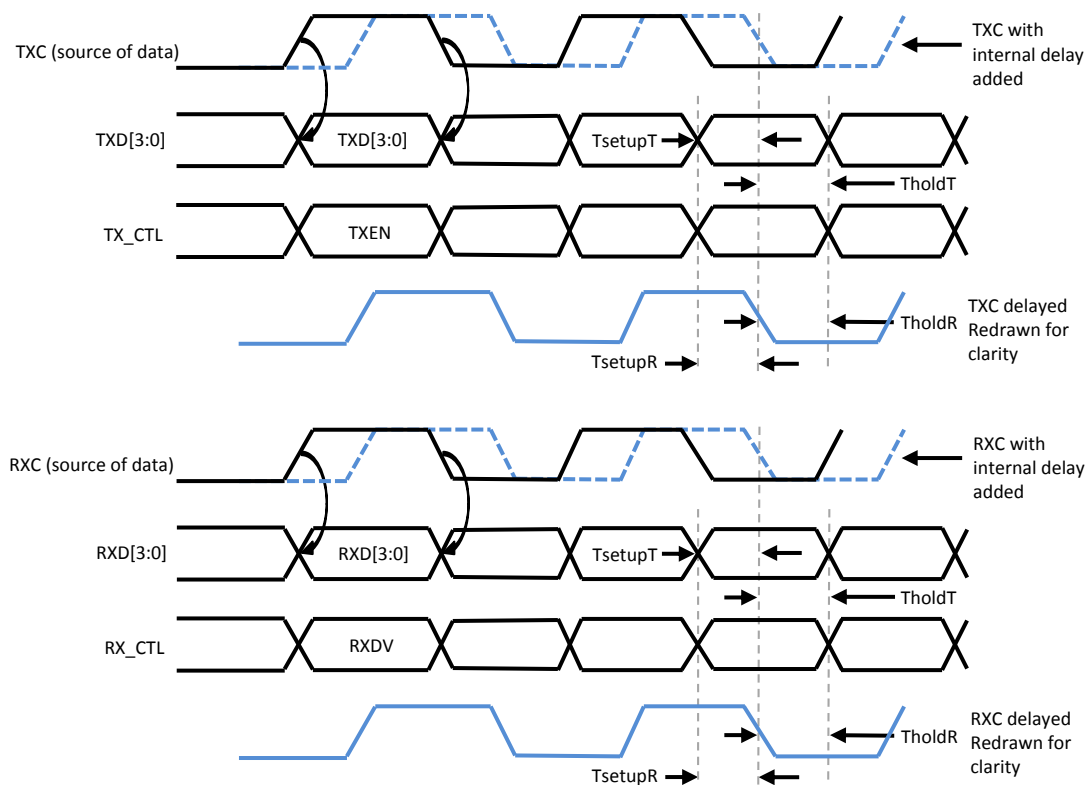 TXC (source of data)
TXC with
internal delay
added
TXD[3:0]
TXD[3:0]
TsetupT
TholdT
TX_CTL
TXEN
TXC delayed
Redrawn for
clarity
TholdR
TsetupR
RXC (source of data)
RXC with
internal delay
added
RXD[3:0]
RXD[3:0]
TsetupT
TholdT
RX_CTL
RXDV
RXC delayed
Redrawn for
clarity
TholdR
TsetupR